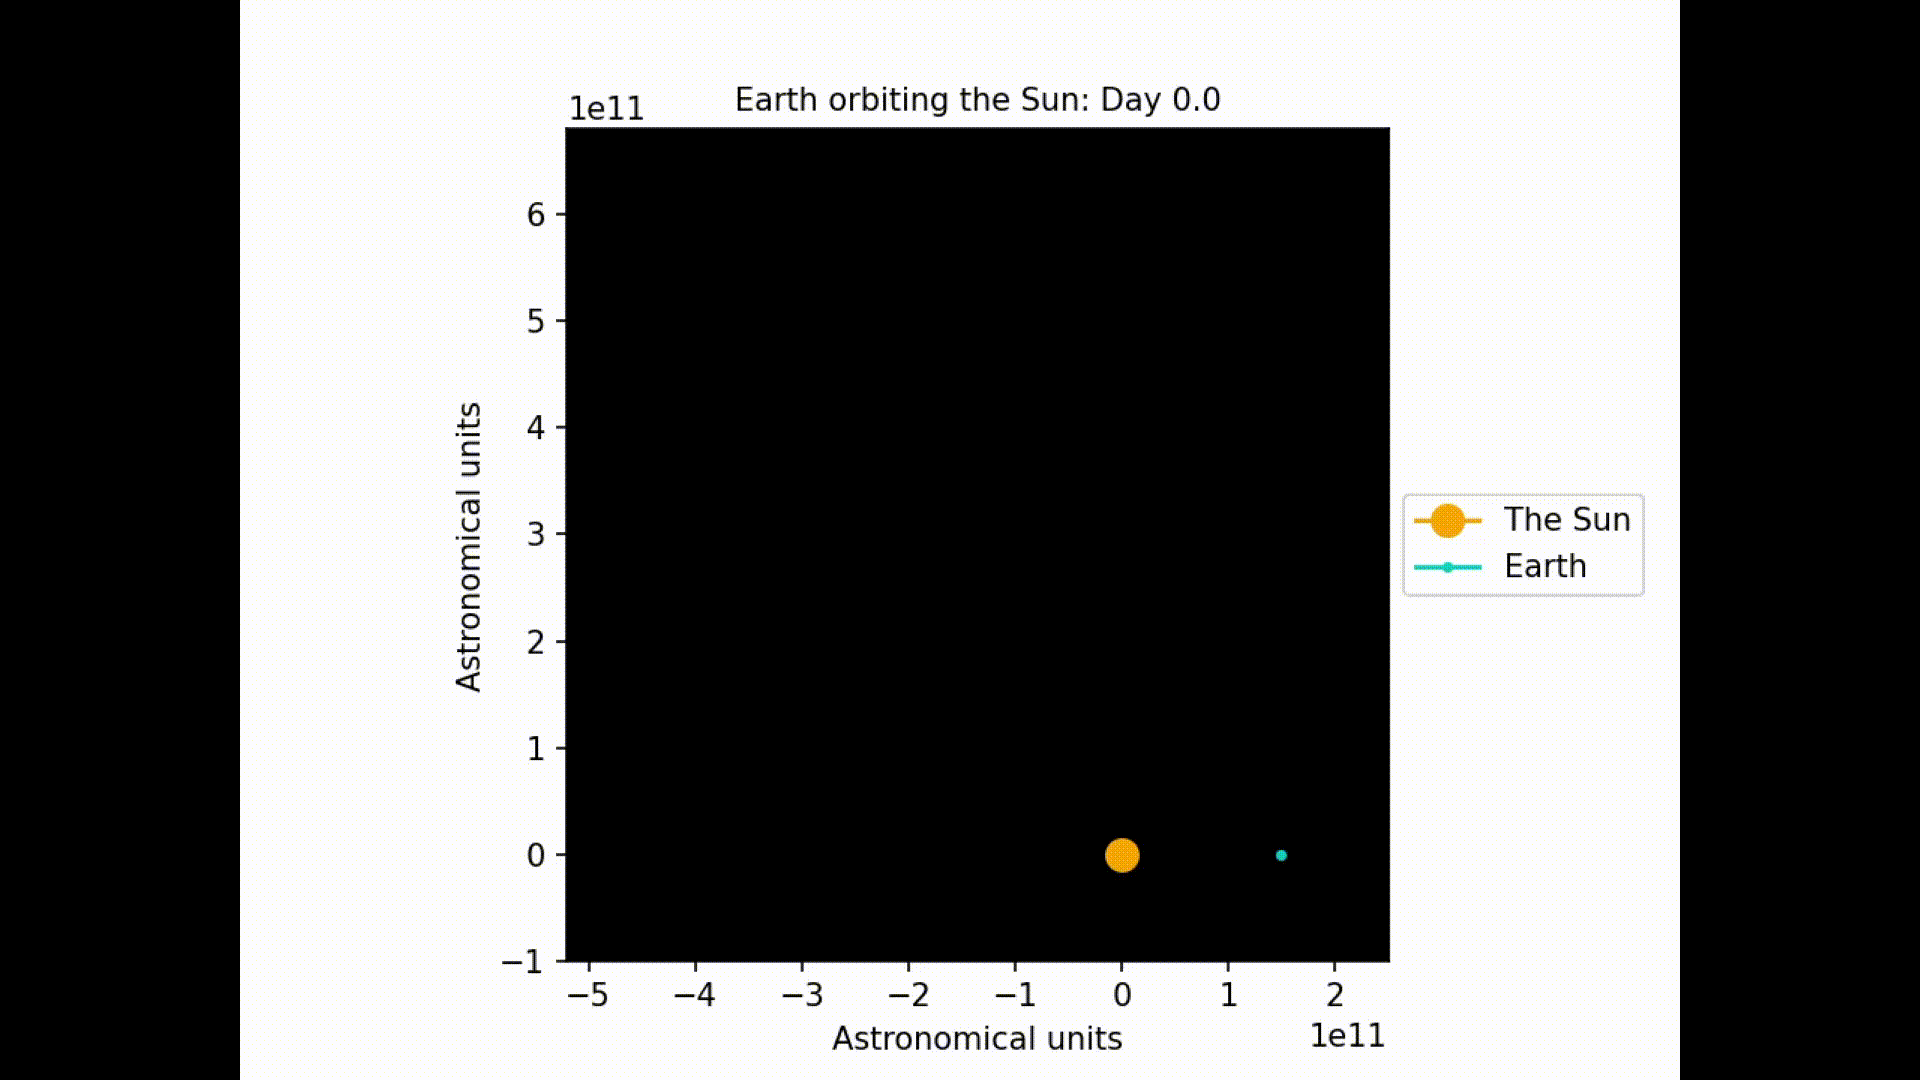 Earth orbiting the Sun: Day 0.0
1e11
6
5
4
3
2
1
0
−1
Astronomical units
−5 −4 −3 −2 −1 0 1 2
1e11
Astronomical units
The Sun
Earth